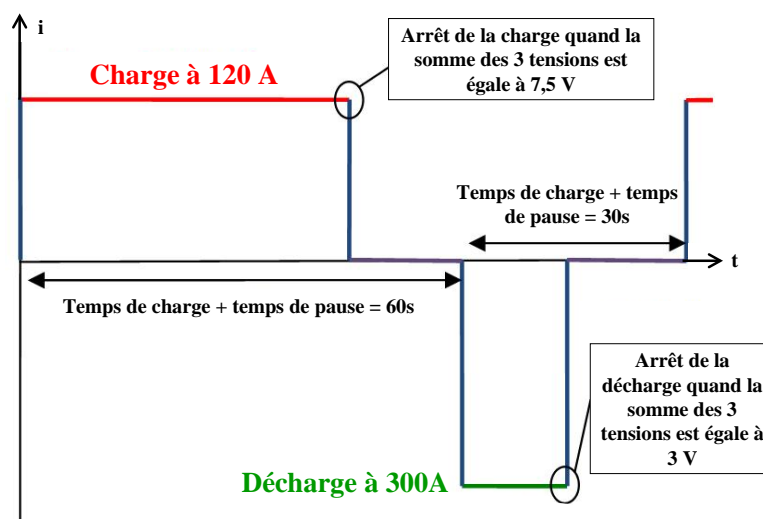 i
Charge à 120 A
Arrêt de la charge quand la
somme des 3 tensions est
égale à 7,5 V
Temps de charge + temps
de pause = 30s
t
Temps de charge + temps de pause = 60s
Arrêt de la
décharge quand la
somme des 3
tensions est égale à
3 V
Décharge à 300A